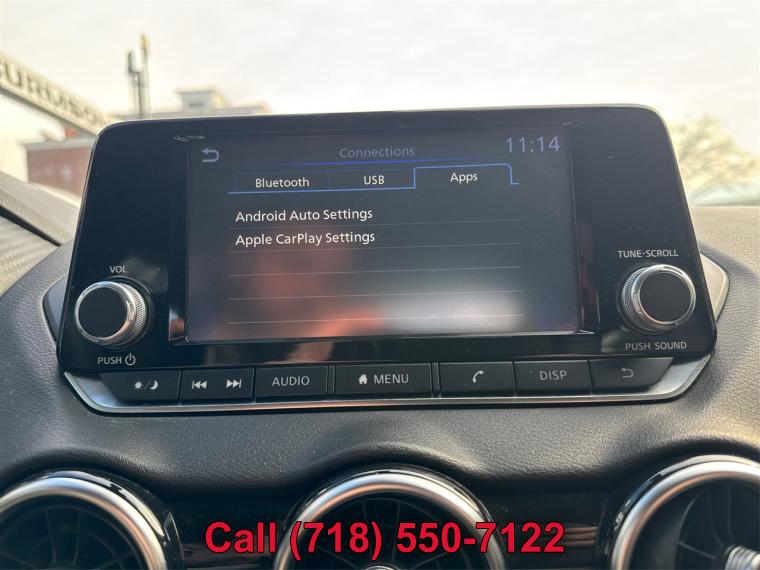 Connections
11:14
Bluetooth
USB
Apps
Android Auto Settings
Apple CarPlay Settings
VOL
PUSH
TUNE·SCROLL
PUSH SOUND
AUDIO
MENU
DISP
Call (718) 550-7122